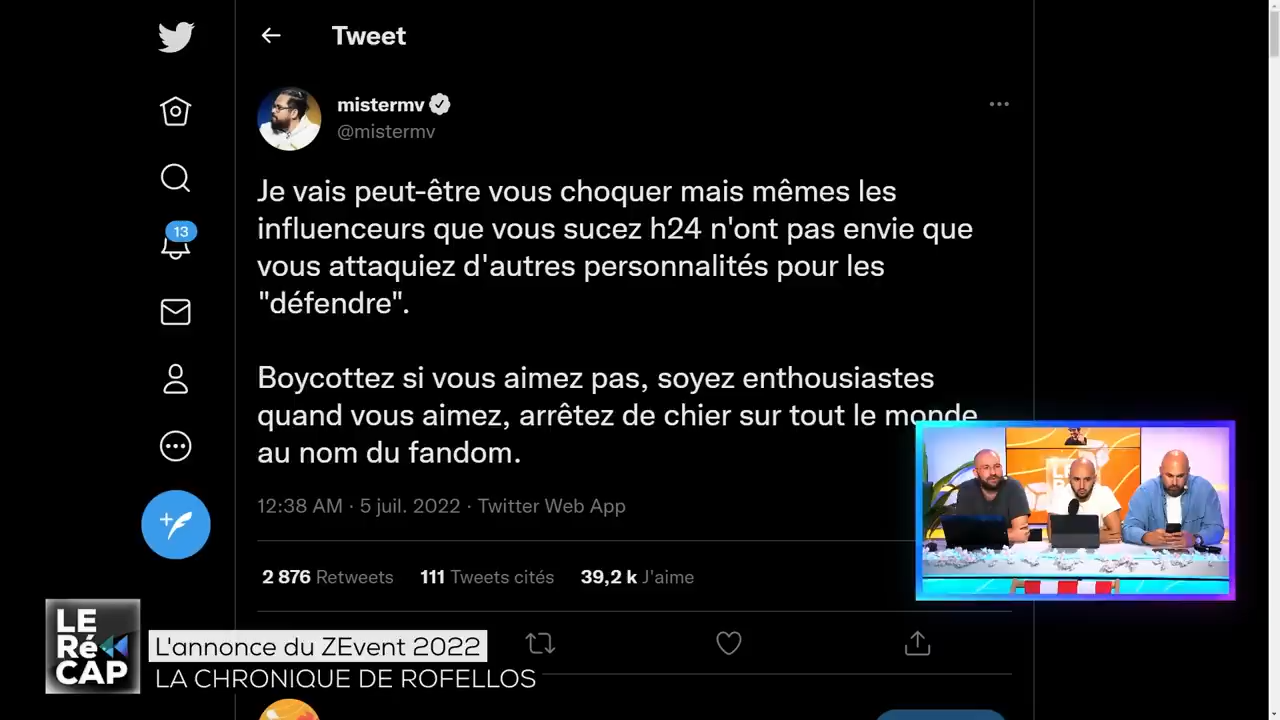 Tweet
mistermv
@mistermv
Je vais peut-être vous choquer mais mêmes les
influenceurs que vous sucez h24 n'ont pas envie que
vous attaquiez d'autres personnalités pour les
"défendre".
Boycottez si vous aimez pas, soyez enthousiastes
quand vous aimez, arrêtez de chier sur tout le monde
au nom du fandom.
12:38 AM · 5 juil. 2022 · Twitter Web App
2 876 Retweets 111 Tweets cités 39,2 k J'aime
13
LE
Ré
CAP
L'annonce du ZEvent 2022
LA CHRONIQUE DE ROFELLOS